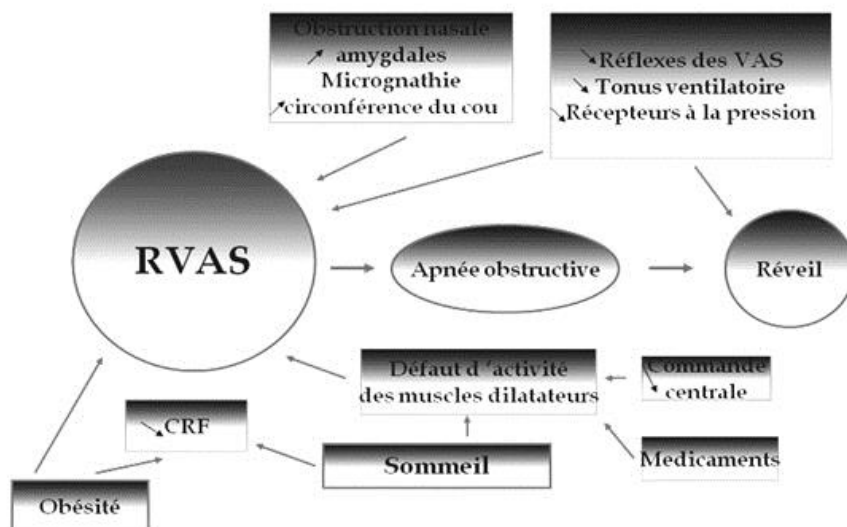 Obstruction nasale
↗ amygdales
Micrognathie
↗circonférence du cou
↘Réflexes des VAS
↘ Tonus ventilatoire
↘Récepteurs à la pression
RVAS
Apnée obstructive
Réveil
Défaut d 'activité
des muscles dilatateurs
Commande
↘ centrale
↘ CRF
Sommeil
Medicaments
Obésité